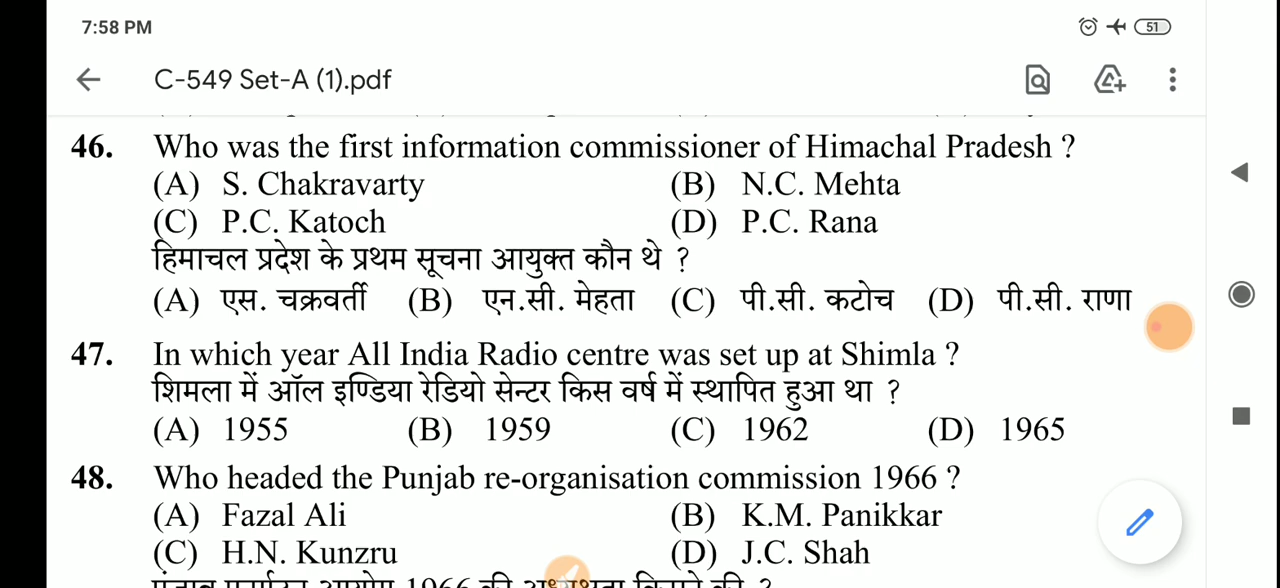 7:58 PM
51
C-549 Set-A (1).pdf
46. Who was the first information commissioner of Himachal Pradesh ?
(A) S. Chakravarty (B) N.C. Mehta
(C) P.C. Katoch (D) P.C. Rana
हिमाचल प्रदेश के प्रथम सूचना आयुक्त कौन थे ?
(A) एस. चक्रवर्ती (B) एन.सी. मेहता (C) पी.सी. कटोच (D) पी.सी. राणा
47. In which year All India Radio centre was set up at Shimla ?
शिमला में ऑल इण्डिया रेडियो सेन्टर किस वर्ष में स्थापित हुआ था ?
(A) 1955 (B) 1959 (C) 1962 (D) 1965
48. Who headed the Punjab re-organisation commission 1966 ?
(A) Fazal Ali (B) K.M. Panikkar
(C) H.N. Kunzru (D) J.C. Shah